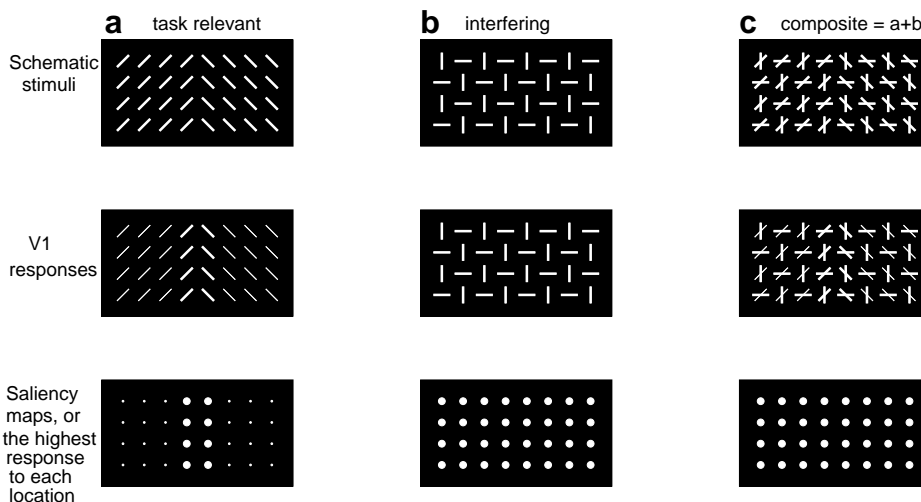 a task relevant
b interfering
c composite = a+b
Schematic
stimuli
V1
responses
Saliency
maps, or
the highest
response
to each
location